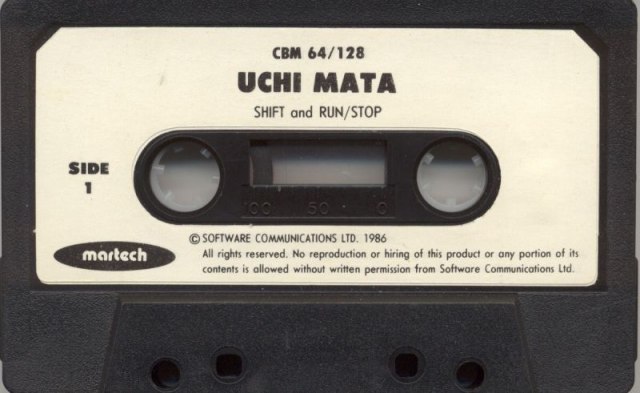 CBM 64/128
UCHI MATA
SHIFT and RUN/STOP
SIDE
1
100 50 · 0
© SOFTWARE COMMUNICATIONS LTD. 1986
martech
All rights reserved. No reproduction or hiring of this product or any portion of its
contents is allowed without written permission from Software Communications Ltd.